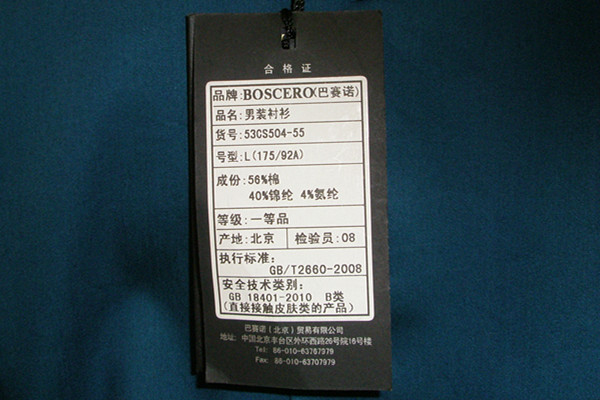 合格证
品牌:BOSCERO(巴赛诺)
品名:男装衬衫
货号:53CS504-55
号型:L(175/92A)
成份:56%棉
40%锦纶 4%氨纶
等级:一等品
产地:北京 检验员:08
执行标准:
GB/T2660-2008
安全技术类别:
GB 18401-2010 B类
(直接接触皮肤类的产品)
巴赛诺(北京)贸易有限公司
地址:中国北京丰台区外环西路26号院16号楼
Tel: 86-010-63767379
Fax: 86-010-63707979